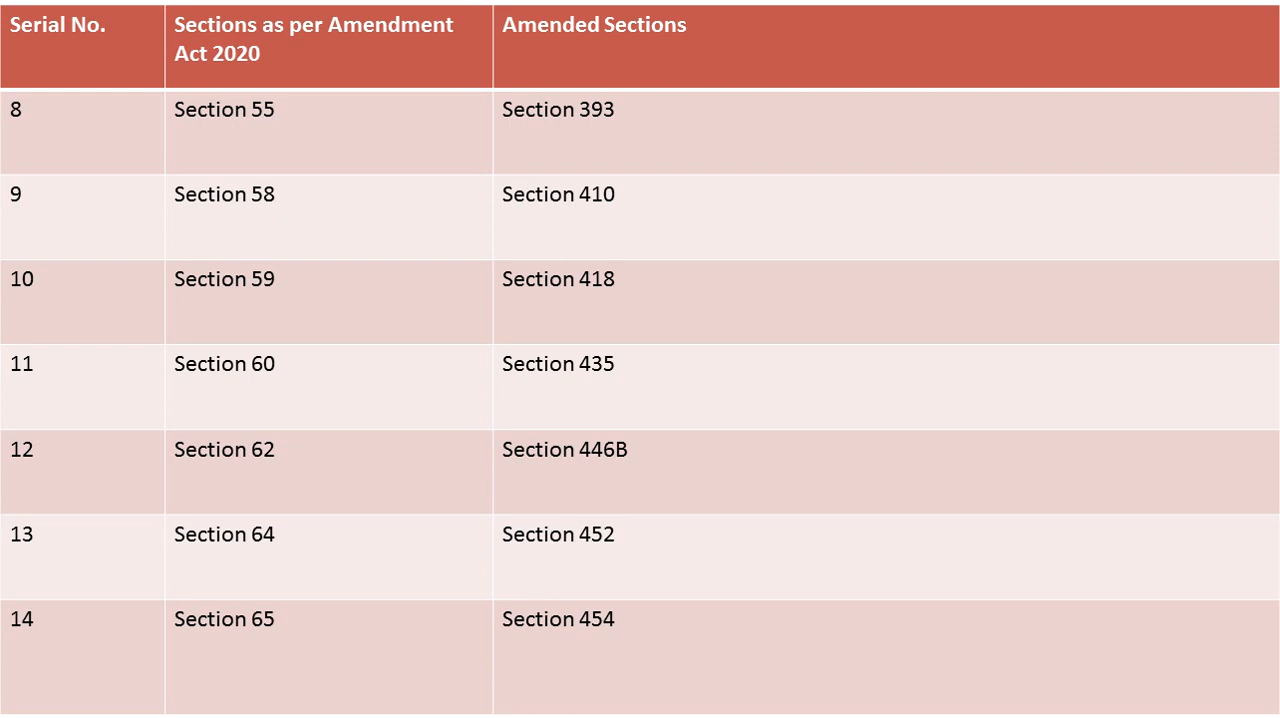 Serial No. Sections as per Amendment Act 2020 Amended Sections
8 Section 55 Section 393
9 Section 58 Section 410
10 Section 59 Section 418
11 Section 60 Section 435
12 Section 62 Section 446B
13 Section 64 Section 452
14 Section 65 Section 454